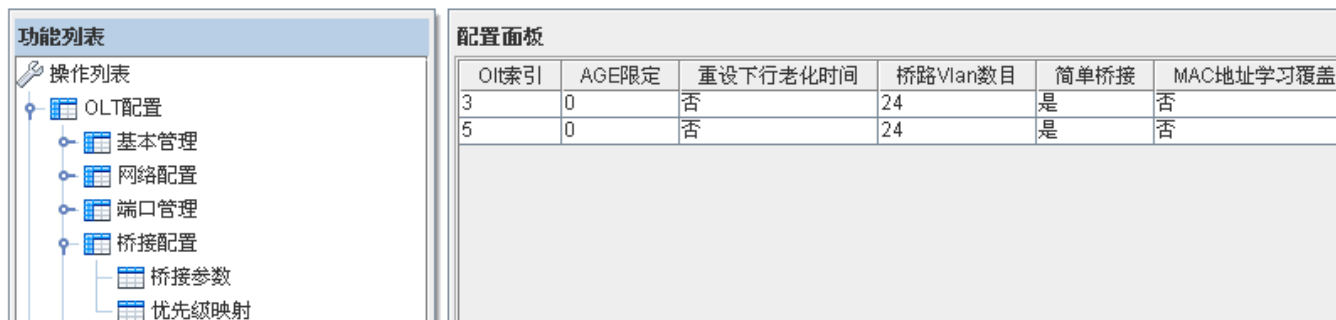 功能列表
操作列表
OLT配置
基本管理
网络配置
端口管理
桥接配置
桥接参数
优先级映射
配置面板
Olt索引 AGE限定 重设下行老化时间 桥路Vlan数目 简单桥接 MAC地址学习覆盖
3 0 否 24 是 否
5 0 否 24 是 否